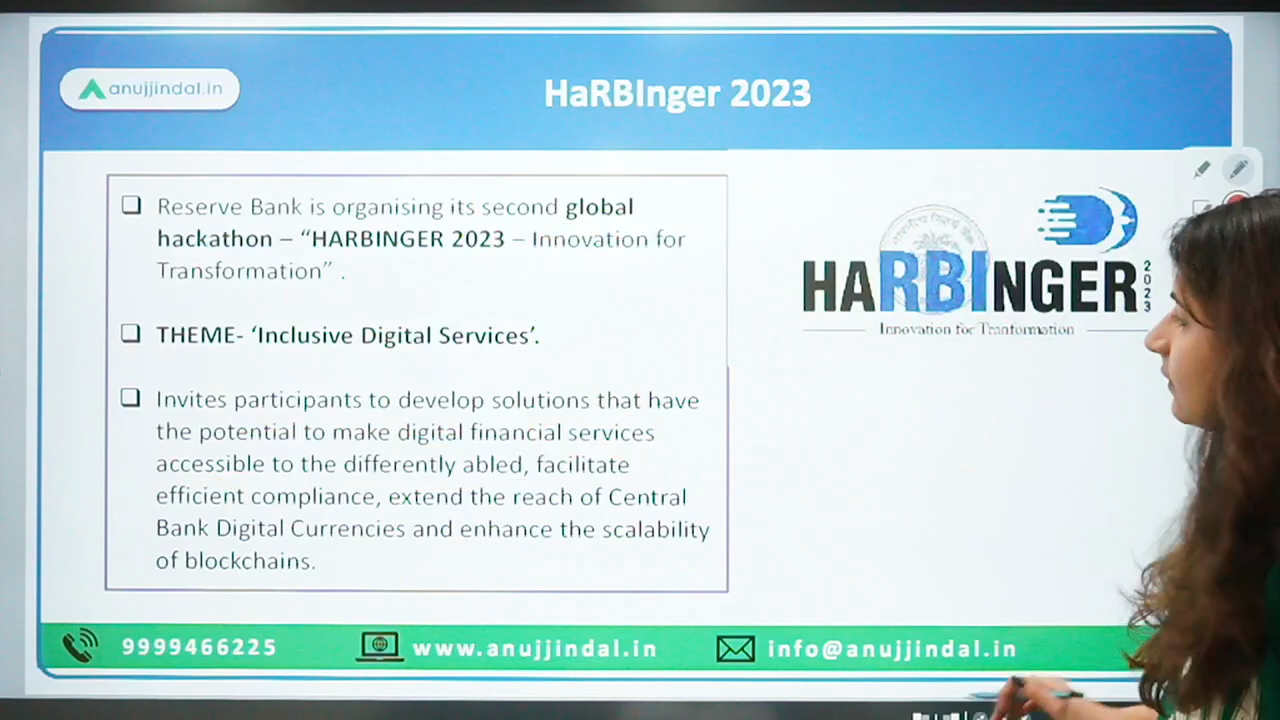 anujjindal.in
HaRBInger 2023
Reserve Bank is organising its second global
hackathon – “HARBINGER 2023 – Innovation for
Transformation” .
THEME- ‘Inclusive Digital Services’.
Invites participants to develop solutions that have
the potential to make digital financial services
accessible to the differently abled, facilitate
efficient compliance, extend the reach of Central
Bank Digital Currencies and enhance the scalability
of blockchains.
HARBINGER 2023
Innovation for Tranformation
9999466225
www.anujjindal.in
info@anujjindal.in